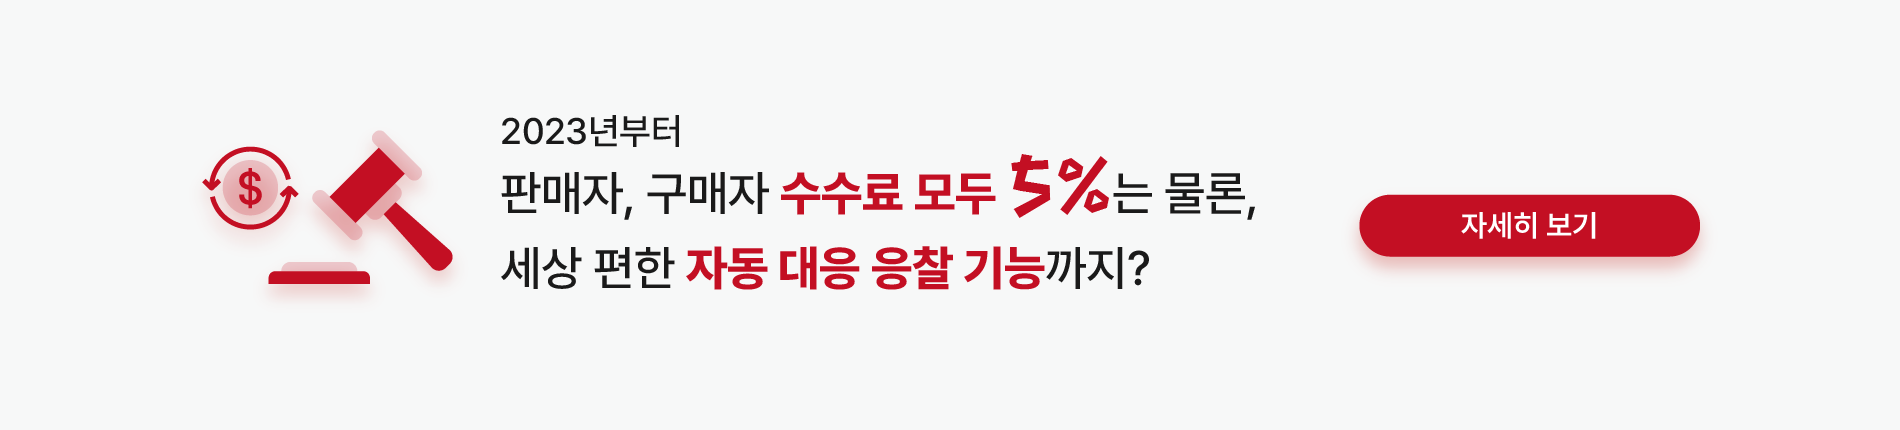 $
2023년부터
판매자, 구매자 수수료 모두 5%는 물론,
세상 편한 자동 대응 응찰 기능까지?
자세히 보기